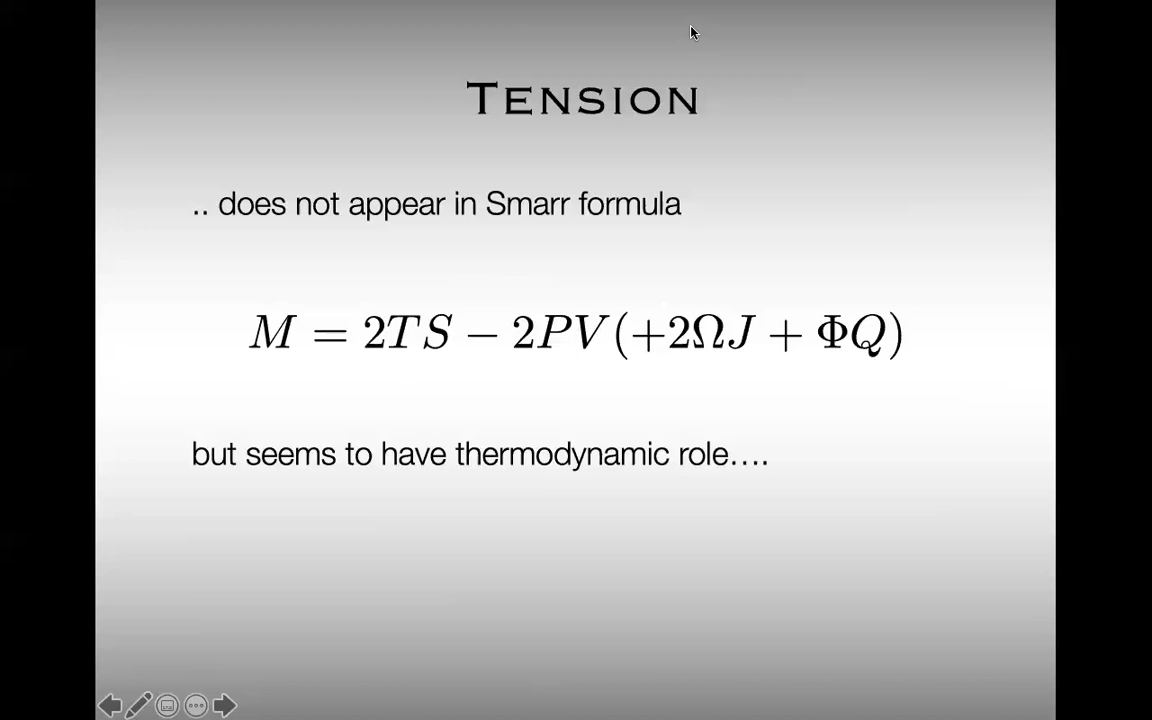 TENSION
.. does not appear in Smarr formula
M = 2TS − 2PV(+2ΩJ + ΦQ)
but seems to have thermodynamic role....